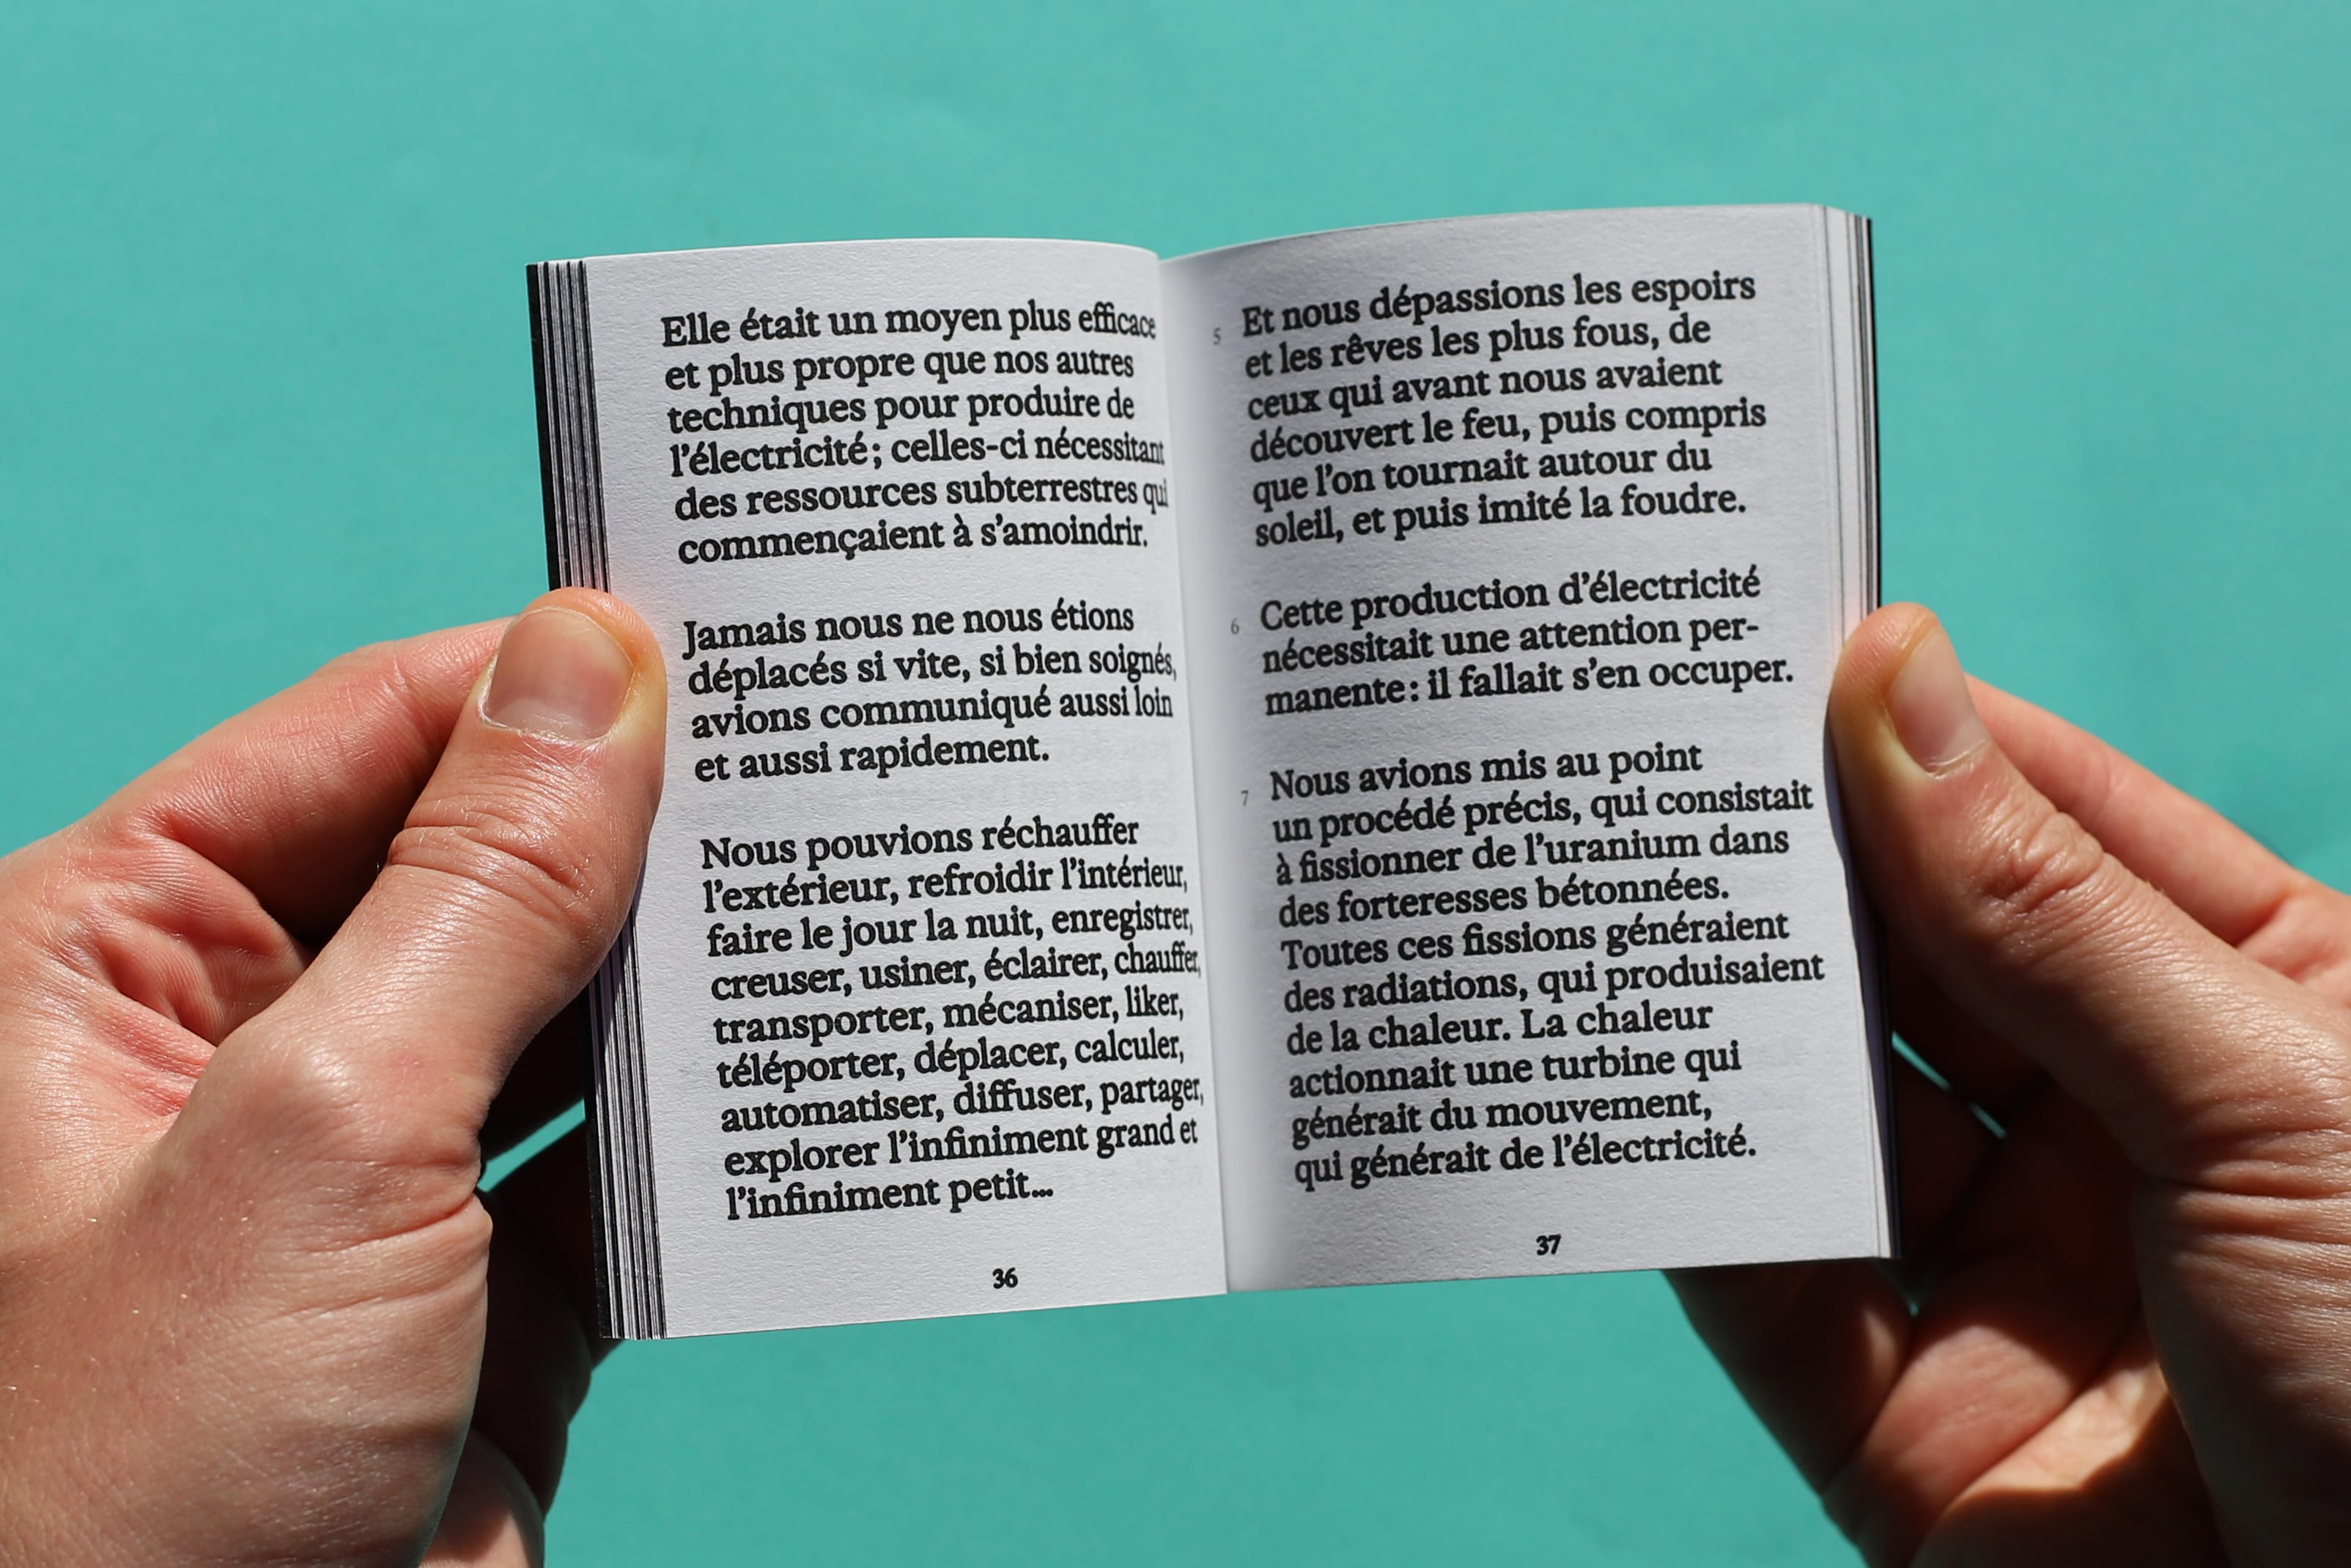 Elle était un moyen plus efficace
et plus propre que nos autres
techniques pour produire de
l’électricité ; celles-ci nécessitant
des ressources subterrestres qui
commençaient à s’amoindrir.
Jamais nous ne nous étions
déplacés si vite, si bien soignés,
avions communiqué aussi loin
et aussi rapidement.
Nous pouvions réchauffer
l’extérieur, refroidir l’intérieur,
faire le jour la nuit, enregistrer,
creuser, usiner, éclairer, chauffer,
transporter, mécaniser, liker,
téléporter, déplacer, calculer,
automatiser, diffuser, partager,
explorer l’infiniment grand et
l’infiniment petit…
36
5 Et nous dépassions les espoirs
et les rêves les plus fous, de
ceux qui avant nous avaient
découvert le feu, puis compris
que l’on tournait autour du
soleil, et puis imité la foudre.
6 Cette production d’électricité
nécessitait une attention per-
manente : il fallait s’en occuper.
7 Nous avions mis au point
un procédé précis, qui consistait
à fissionner de l’uranium dans
des forteresses bétonnées.
Toutes ces fissions généraient
des radiations, qui produisaient
de la chaleur. La chaleur
actionnait une turbine qui
générait du mouvement,
qui générait de l’électricité.
37